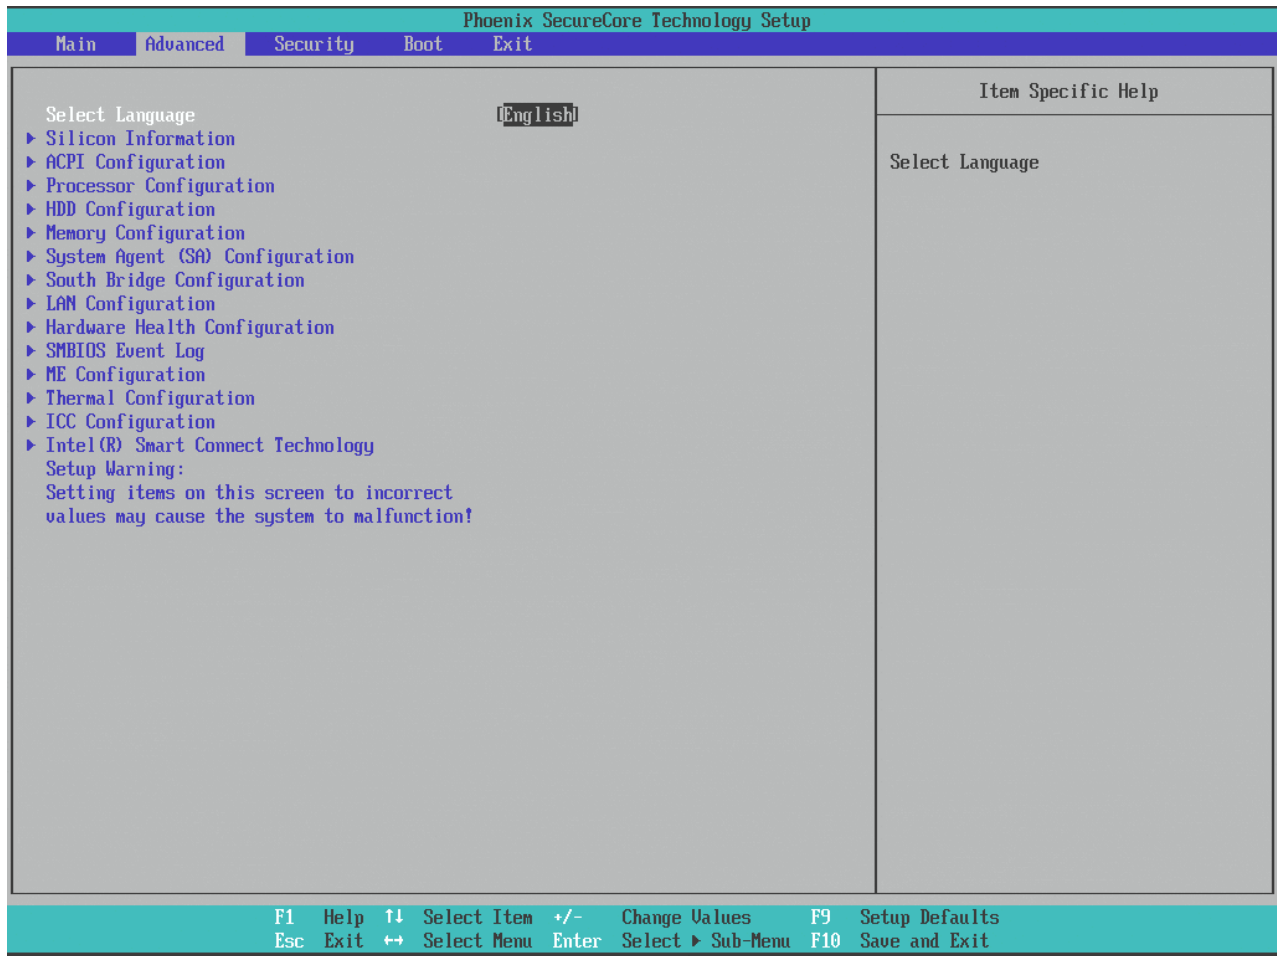 Phoenix SecureCore Technology Setup
Main Advanced Security Boot Exit
Select Language [English]
Silicon Information
ACPI Configuration
Processor Configuration
HDD Configuration
Memory Configuration
System Agent (SA) Configuration
South Bridge Configuration
LAN Configuration
Hardware Health Configuration
SMBIOS Event Log
ME Configuration
Thermal Configuration
ICC Configuration
Intel(R) Smart Connect Technology
Setup Warning:
Setting items on this screen to incorrect
values may cause the system to malfunction!
Item Specific Help
Select Language
F1 Help ↑↓ Select Item +/- Change Values F9 Setup Defaults
Esc Exit ↔ Select Menu Enter Select ▶ Sub-Menu F10 Save and Exit